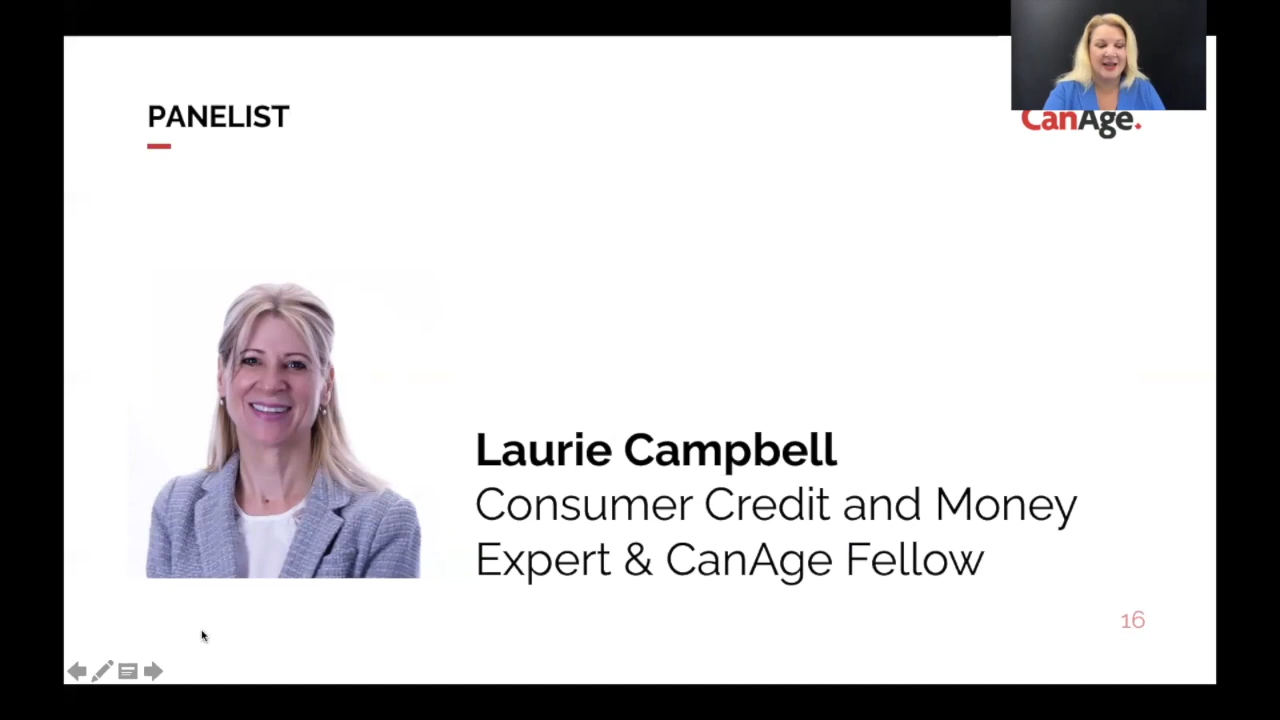 PANELIST
CanAge.
Laurie Campbell
Consumer Credit and Money
Expert & CanAge Fellow
16